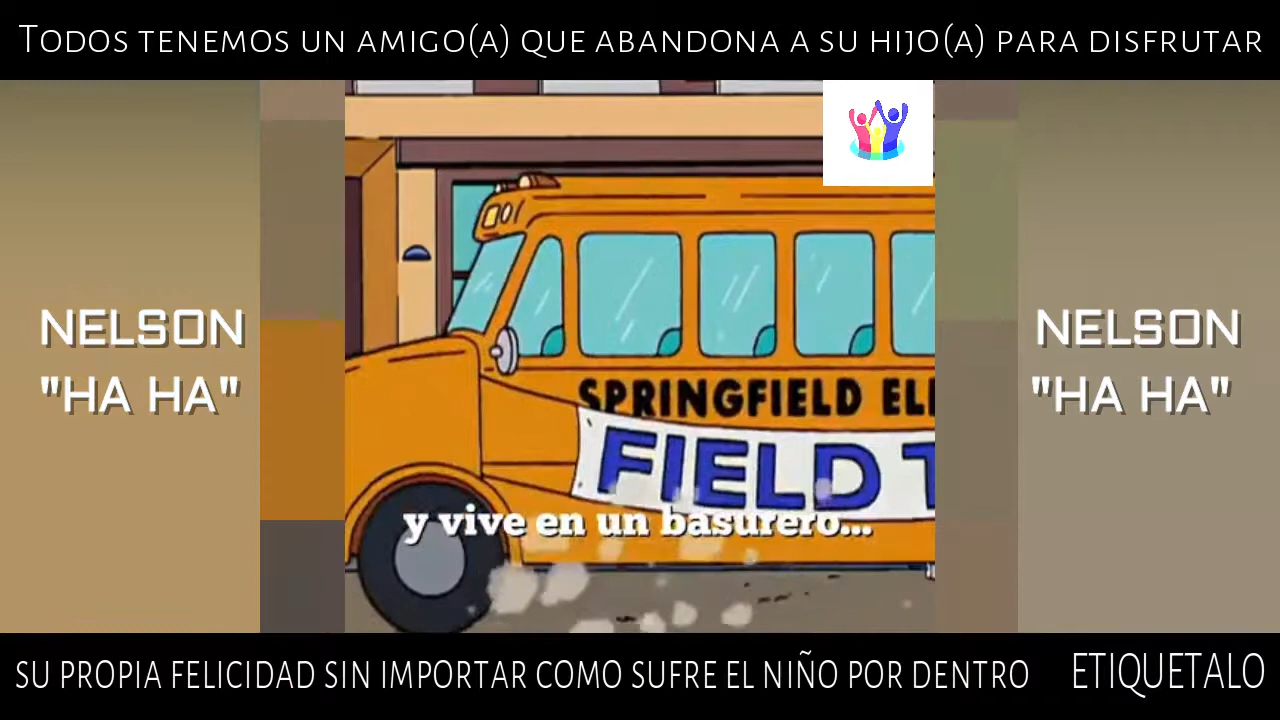 TODOS TENEMOS UN AMIGO(A) QUE ABANDONA A SU HIJO(A) PARA DISFRUTAR
NELSON
"HA HA"
SPRINGFIELD EL
FIELD T
y vive en un basurero...
NELSON
"HA HA"
SU PROPIA FELICIDAD SIN IMPORTAR COMO SUFRE EL NIÑO POR DENTRO ETIQUETALO